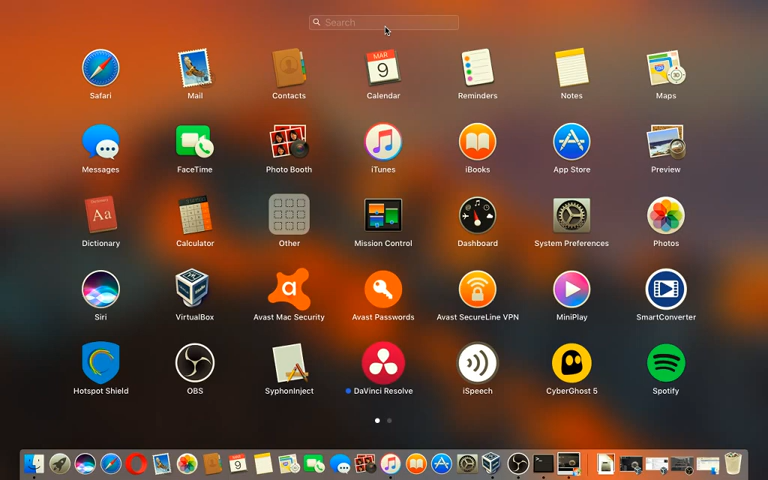 Search
Safari Mail Contacts MAR 9 Calendar Reminders Notes 3D Maps
Messages FaceTime Photo Booth iTunes iBooks App Store Preview
Aa Dictionary Calculator Other Mission Control Dashboard System Preferences Photos
Siri VirtualBox a Avast Mac Security Avast Passwords Avast SecureLine VPN MiniPlay SmartConverter
Hotspot Shield OBS SyphonInject DaVinci Resolve iSpeech CyberGhost 5 Spotify
9